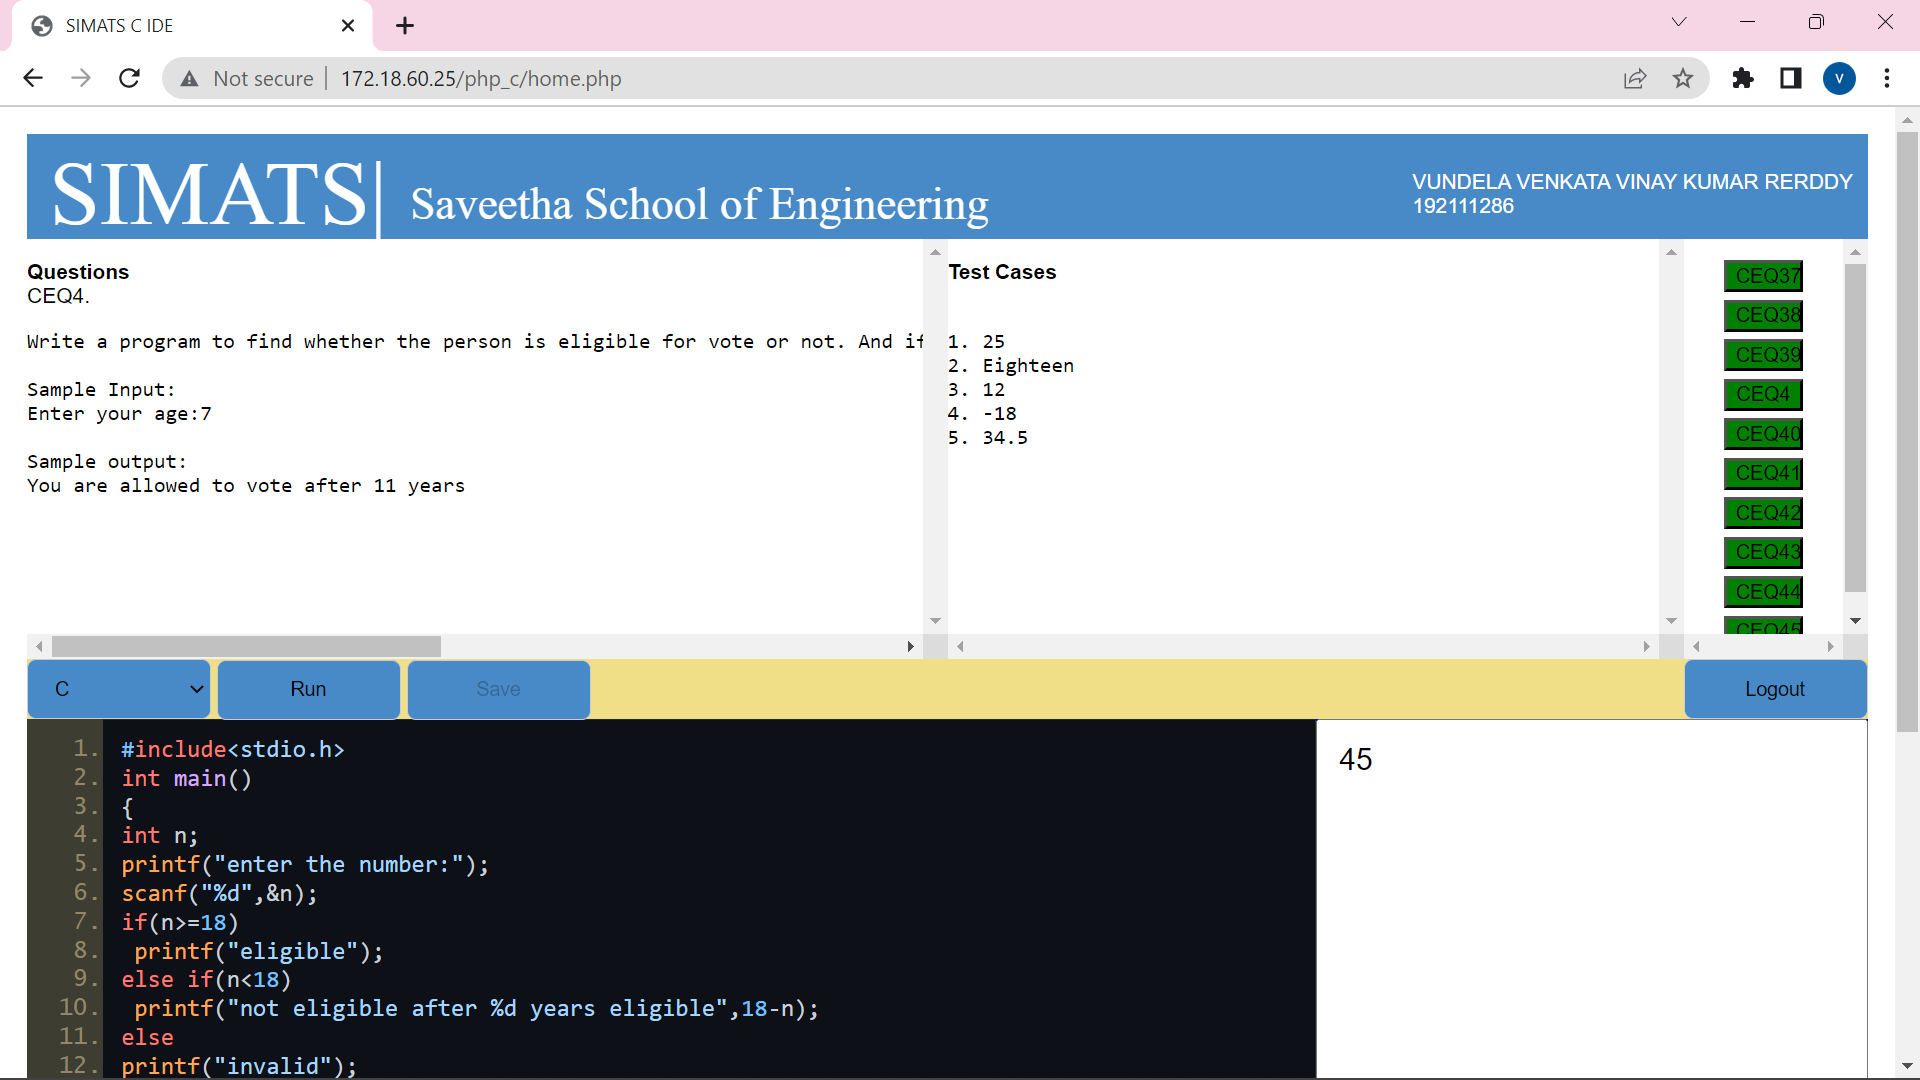 SIMATS C IDE
Not secure
172.18.60.25/php_c/home.php
V
SIMATS| Saveetha School of Engineering
VUNDELA VENKATA VINAY KUMAR RERDDY
192111286
Questions
CEQ4.
Write a program to find whether the person is eligible for vote or not. And if
Sample Input:
Enter your age:7
Sample output:
You are allowed to vote after 11 years
Test Cases
1. 25
2. Eighteen
3. 12
4. -18
5. 34.5
CEQ37
CEQ38
CEQ39
CEQ4
CEQ40
CEQ41
CEQ42
CEQ43
CEQ44
CEQ45
C
Run
Save
Logout
1. #include<stdio.h>
2. int main()
3. {
4. int n;
5. printf("enter the number:");
6. scanf("%d",&n);
7. if(n>=18)
8. printf("eligible");
9. else if(n<18)
10. printf("not eligible after %d years eligible",18-n);
11. else
12. printf("invalid");
45